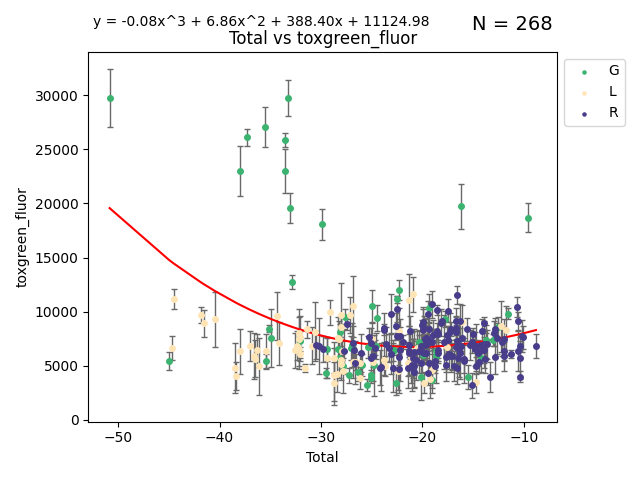 y = -0.08x^3 + 6.86x^2 + 388.40x + 11124.98
N = 268
Total vs toxgreen_fluor
toxgreen_fluor
30000
25000
20000
15000
10000
5000
0
−50
−40
−30
−20
−10
Total
G
L
R